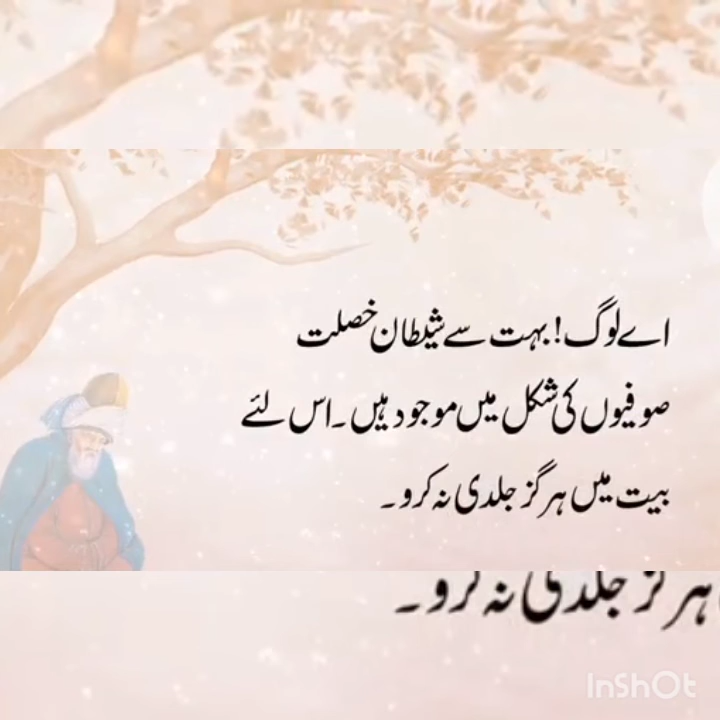 اے لوگ! بہت سے شیطان خصلت
صوفیوں کی شکل میں موجود ہیں۔ اس لئے
بیت میں ہرگز جلدی نہ کرو۔
ہرگز جلدی نہ کرو۔
InShOt